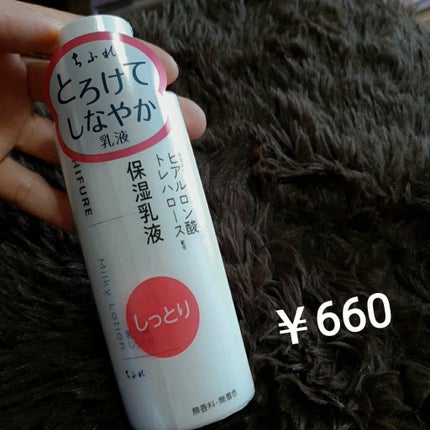 ちふれ
とろけて
しなやか
乳液
HIFURE
ヒアルロン酸
トレハロース
配合
保湿乳液
Milky Lotion
しっとり
ちふれ
無香料・無着色
¥660